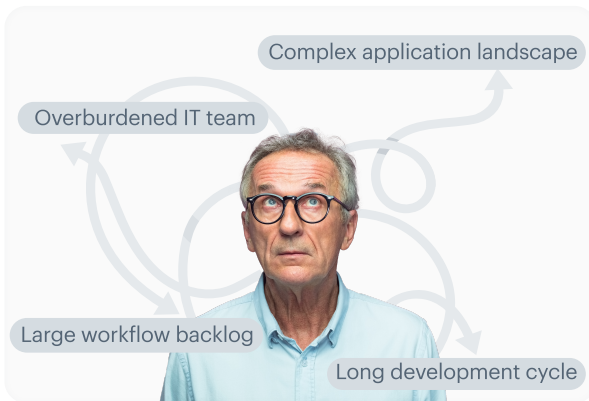 Complex application landscape
Overburdened IT team
Large workflow backlog
Long development cycle